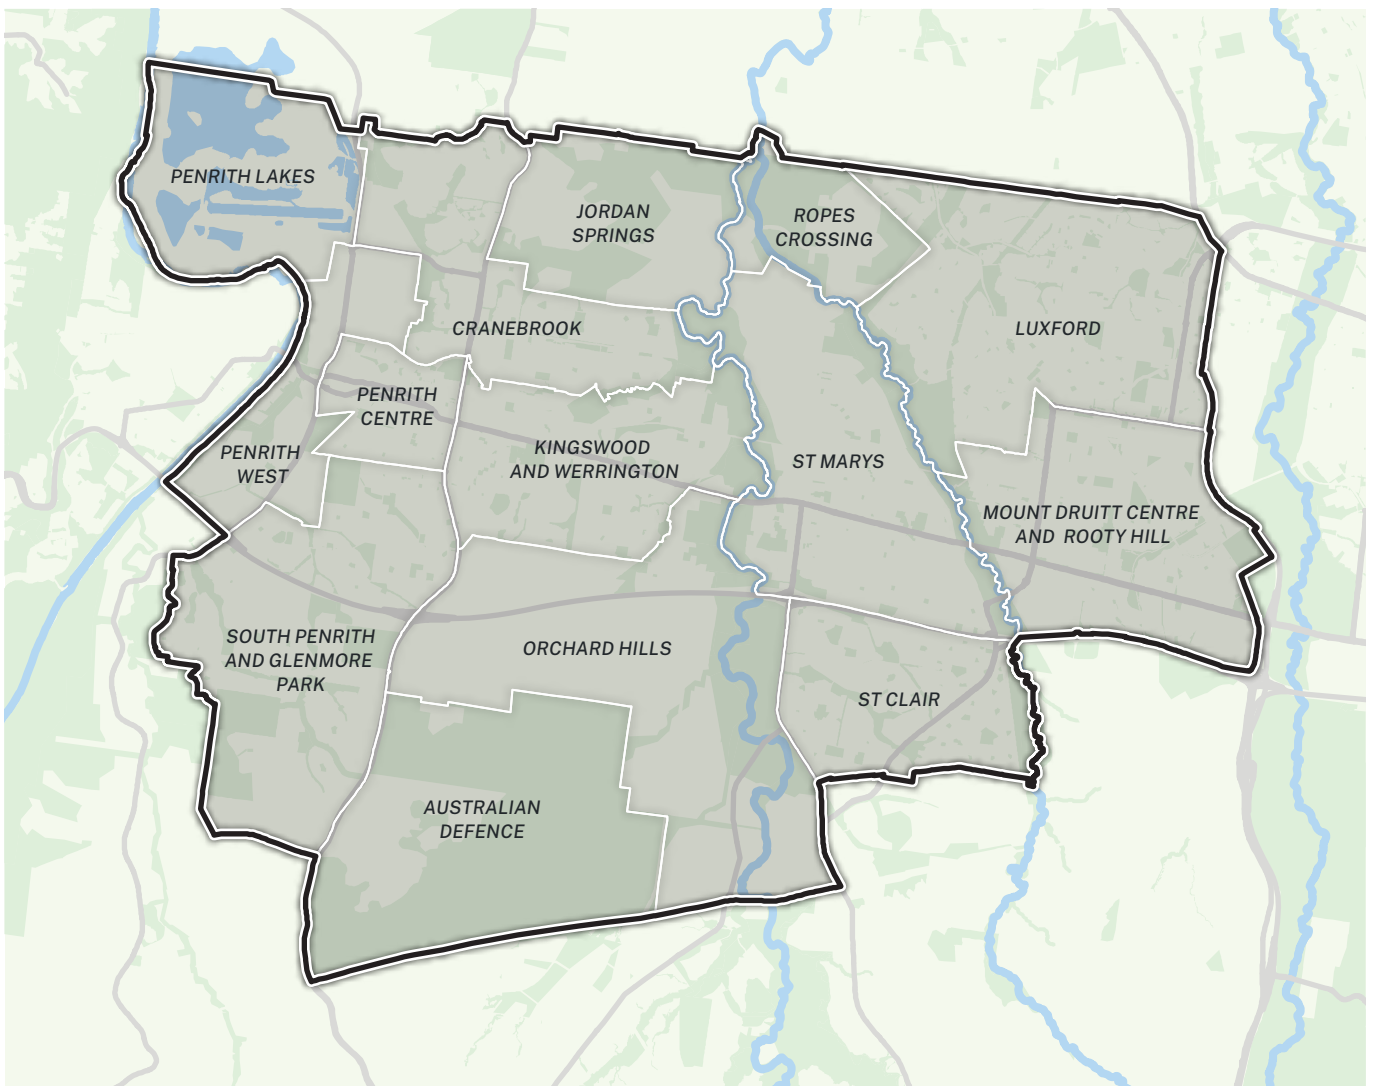 PENRITH LAKES
JORDAN
SPRINGS
ROPES
CROSSING
CRANEBROOK
LUXFORD
PENRITH
CENTRE
PENRITH
WEST
KINGSWOOD
AND WERRINGTON
ST MARYS
MOUNT DRUITT CENTRE
AND ROOTY HILL
SOUTH PENRITH
AND GLENMORE
PARK
ORCHARD HILLS
ST CLAIR
AUSTRALIAN
DEFENCE